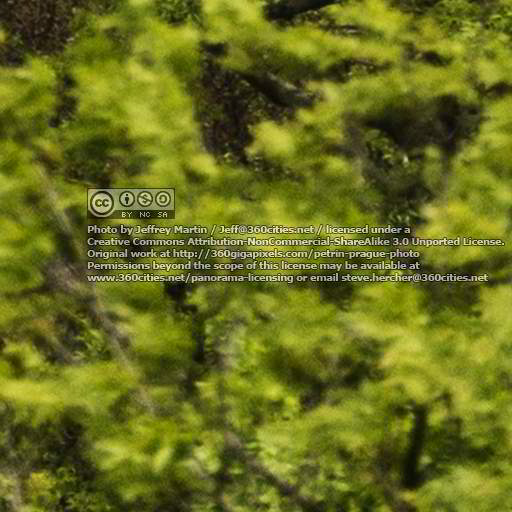 cc
BY NC SA
Photo by Jeffrey Martin / Jeff@360cities.net / licensed under a
Creative Commons Attribution-NonCommercial-ShareAlike 3.0 Unported License.
Original work at http://360gigapixels.com/petrin-prague-photo
Permissions beyond the scope of this license may be available at
www.360cities.net/panorama-licensing or email steve.hercher@360cities.net